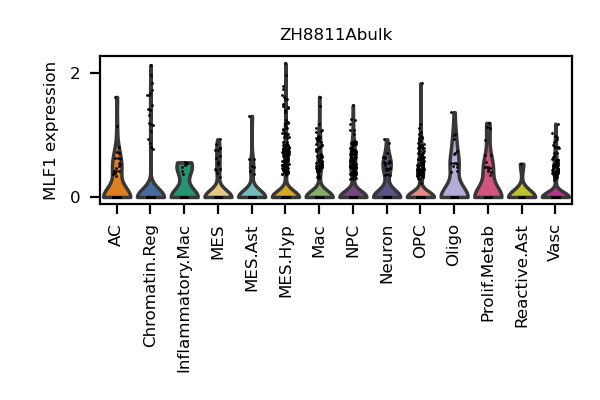 ZH8811Abulk
MLF1 expression
2
0
AC
Chromatin.Reg
Inflammatory.Mac
MES
MES.Ast
MES.Hyp
Mac
NPC
Neuron
OPC
Oligo
Prolif.Metab
Reactive.Ast
Vasc